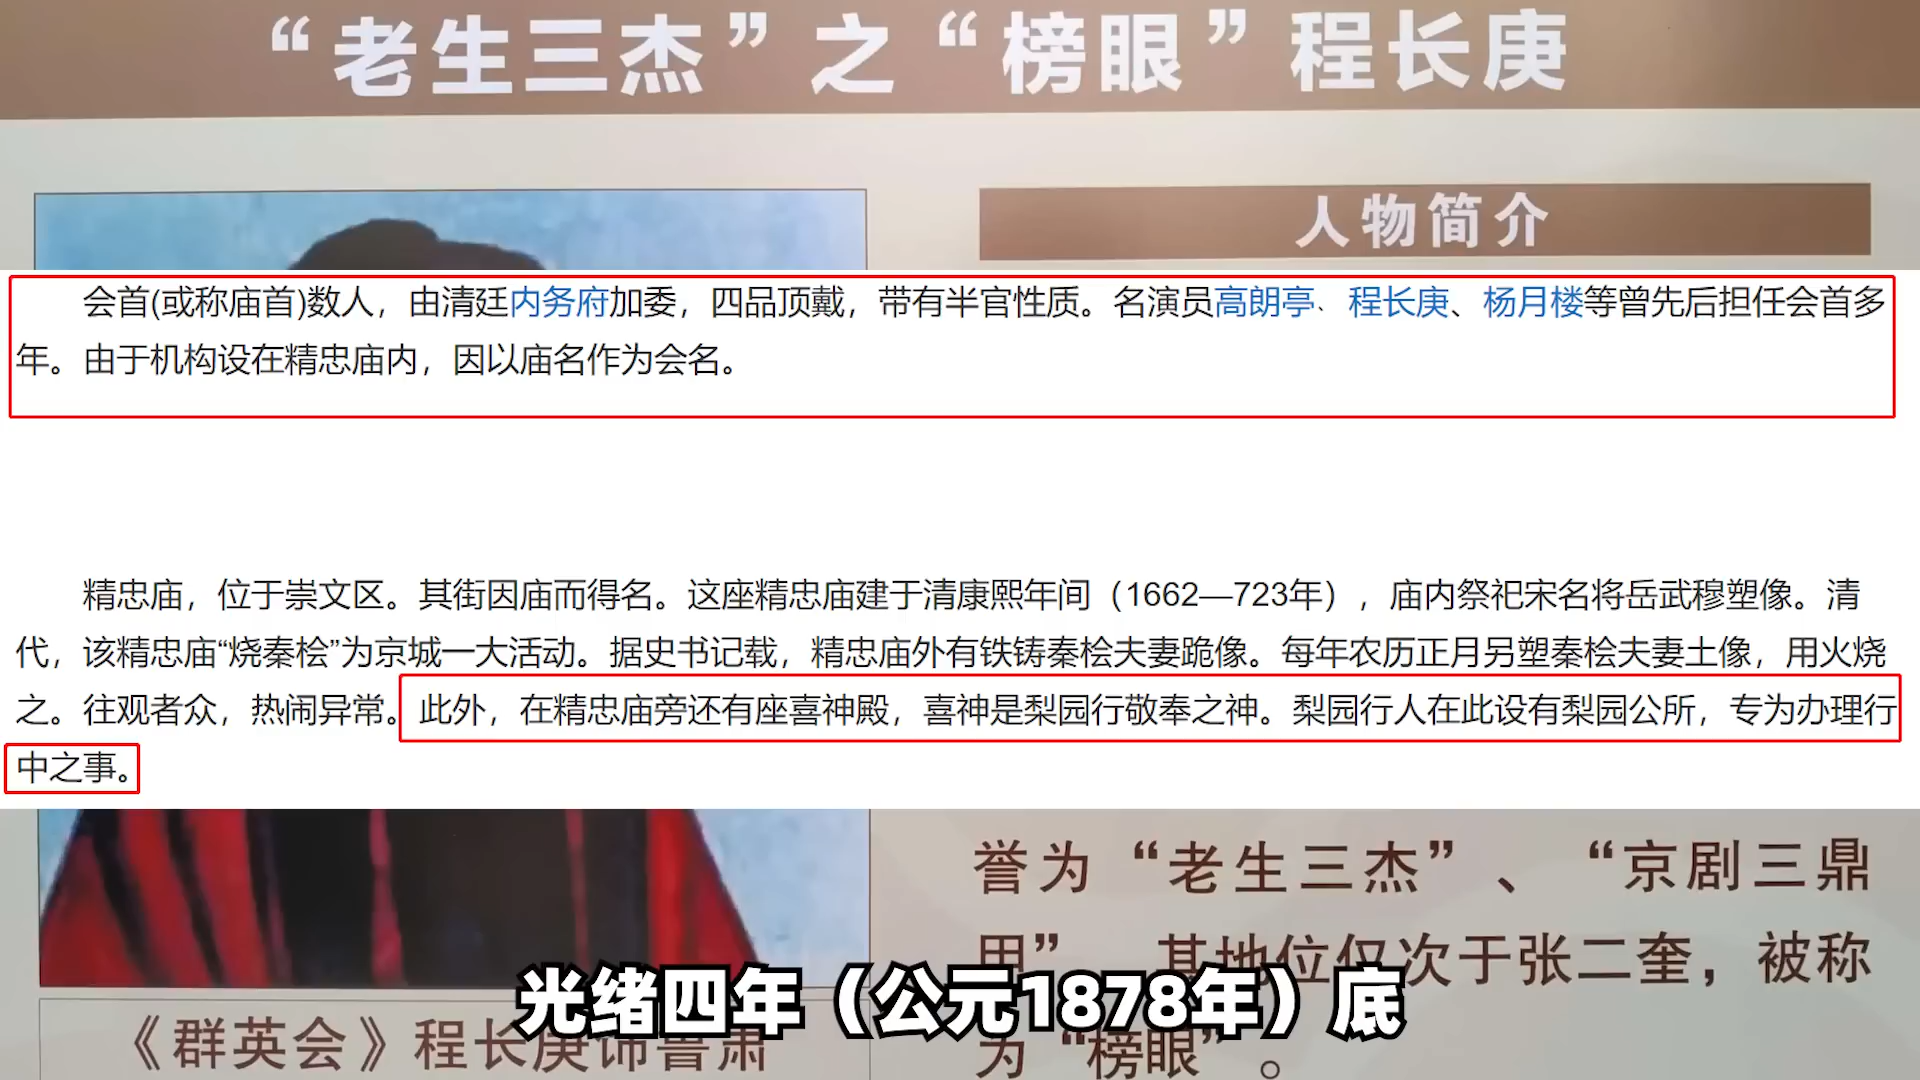 “老生三杰”之“榜眼”程长庚
人物简介
会首(或称庙首)数人，由清廷内务府加委，四品顶戴，带有半官性质。名演员高朗亭、程长庚、杨月楼等曾先后担任会首多
年。由于机构设在精忠庙内，因以庙名作为会名。
精忠庙，位于崇文区。其街因庙而得名。这座精忠庙建于清康熙年间（1662—723年），庙内祭祀宋名将岳武穆塑像。清
代，该精忠庙“烧秦桧”为京城一大活动。据史书记载，精忠庙外有铁铸秦桧夫妻跪像。每年农历正月另塑秦桧夫妻土像，用火烧
之。往观者众，热闹异常。此外，在精忠庙旁还有座喜神殿，喜神是梨园行敬奉之神。梨园行人在此设有梨园公所，专为办理行
中之事。
誉为“老生三杰”、“京剧三鼎
甲” 其地位仅次于张二奎，被称
为“榜眼”。
《群英会》程长庚饰鲁肃
光绪四年（公元1878年）底